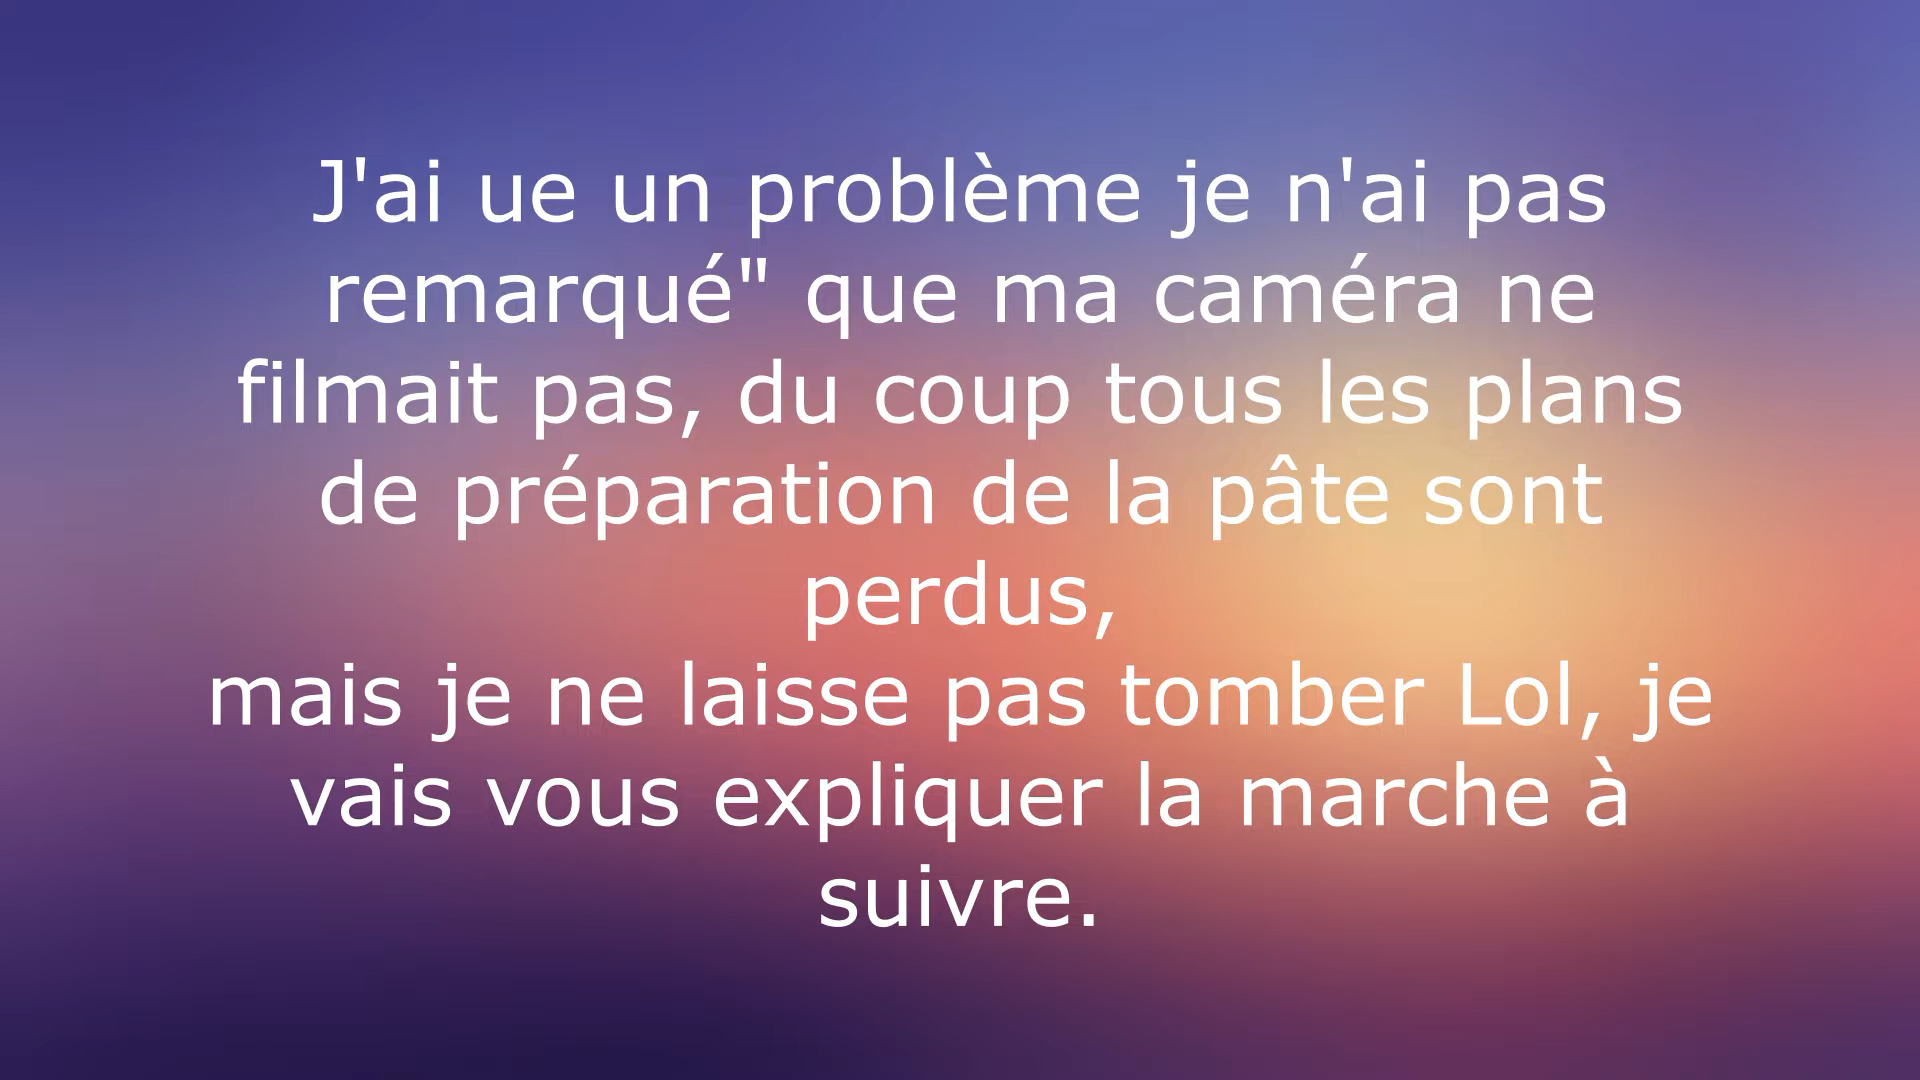 J'ai ue un problème je n'ai pas
remarqué" que ma caméra ne
filmait pas, du coup tous les plans
de préparation de la pâte sont
perdus,
mais je ne laisse pas tomber Lol, je
vais vous expliquer la marche à
suivre.